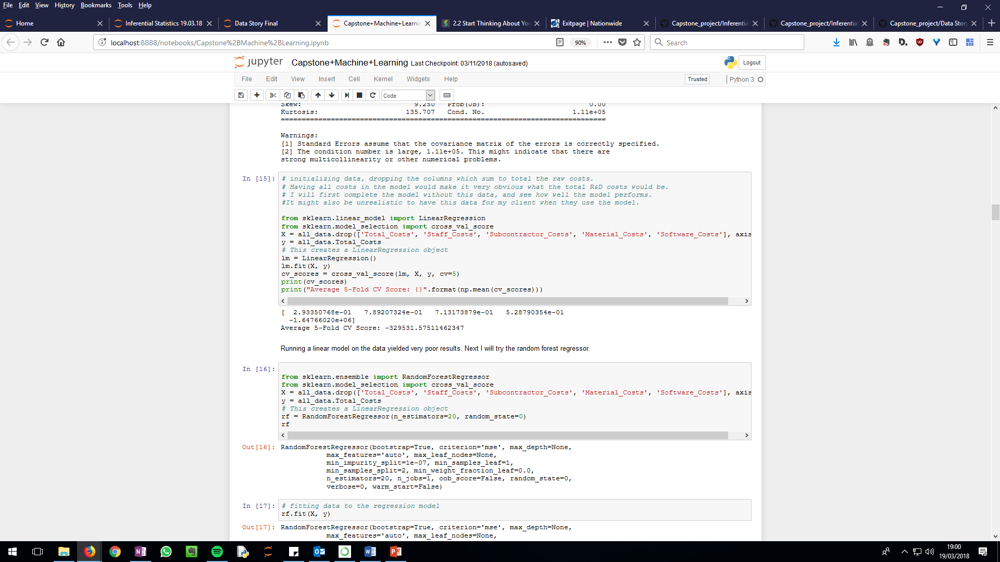 File Edit View History Bookmarks Tools Help
Home
Inferential Statistics 19.03.18
Data Story Final
Capstone+Machine+Learnin
2.2 Start Thinking About You
Exitpage | Nationwide
Capstone_project/Inferentia
Capstone_project/Inferentia
Capstone_project/Data Story
localhost:8888/notebooks/Capstone%2BMachine%2BLearning.ipynb
90%
Search
jupyter Capstone+Machine+Learning Last Checkpoint: 03/11/2018 (autosaved)
Logout
File Edit View Insert Cell Kernel Widgets Help
Trusted
Python 3
Code
Skew: 9.250 Prob(JB): 0.00
Kurtosis: 135.707 Cond. No. 1.11e+05
==============================================================================
Warnings:
[1] Standard Errors assume that the covariance matrix of the errors is correctly specified.
[2] The condition number is large, 1.11e+05. This might indicate that there are
strong multicollinearity or other numerical problems.
In [15]:
# initializing data, dropping the columns which sum to total the raw costs.
# Having all costs in the model would make it very obvious what the total R&D costs would be.
# I will first complete the model without this data, and see how well the model performs.
#It might also be unrealistic to have this data for my client when they use the model.
from sklearn.linear_model import LinearRegression
from sklearn.model_selection import cross_val_score
X = all_data.drop(['Total_Costs', 'Staff_Costs', 'Subcontractor_Costs', 'Material_Costs', 'Software_Costs'], axis
y = all_data.Total_Costs
# This creates a LinearRegression object
lm = LinearRegression()
lm.fit(X, y)
cv_scores = cross_val_score(lm, X, y, cv=5)
print(cv_scores)
print("Average 5-Fold CV Score: {}".format(np.mean(cv_scores)))
[ 2.93350768e-01 7.89207324e-01 7.13173879e-01 5.28790354e-01
-1.64766020e+06]
Average 5-Fold CV Score: -329531.57511462347
Running a linear model on the data yielded very poor results. Next I will try the random forest regressor.
In [16]:
from sklearn.ensemble import RandomForestRegressor
from sklearn.model_selection import cross_val_score
X = all_data.drop(['Total_Costs', 'Staff_Costs', 'Subcontractor_Costs', 'Material_Costs', 'Software_Costs'], axis
y = all_data.Total_Costs
# This creates a LinearRegression object
rf = RandomForestRegressor(n_estimators=20, random_state=0)
rf
Out[16]: RandomForestRegressor(bootstrap=True, criterion='mse', max_depth=None,
max_features='auto', max_leaf_nodes=None,
min_impurity_split=1e-07, min_samples_leaf=1,
min_samples_split=2, min_weight_fraction_leaf=0.0,
n_estimators=20, n_jobs=1, oob_score=False, random_state=0,
verbose=0, warm_start=False)
In [17]: # fitting data to the regression model
rf.fit(X, y)
Out[17]: RandomForestRegressor(bootstrap=True, criterion='mse', max_depth=None,
max_features='auto', max_leaf_nodes=None,
19:00
19/03/2018